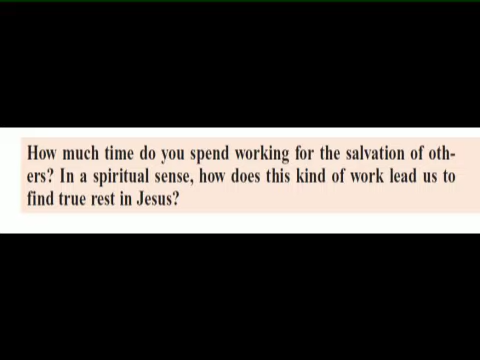 How much time do you spend working for the salvation of oth-
ers? In a spiritual sense, how does this kind of work lead us to
find true rest in Jesus?